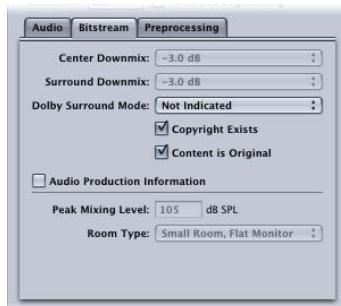 Audio Bitstream Preprocessing
Center Downmix: -3.0 dB
Surround Downmix: -3.0 dB
Dolby Surround Mode: Not Indicated
Copyright Exists
Content is Original
Audio Production Information
Peak Mixing Level: 105 dB SPL
Room Type: Small Room, Flat Monitor